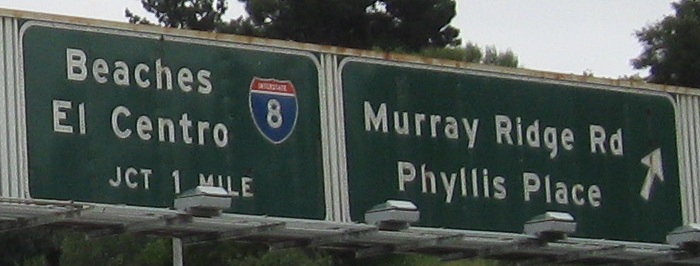 Beaches
El Centro
INTERSTATE
8
JCT 1 MILE
Murray Ridge Rd
Phyllis Place